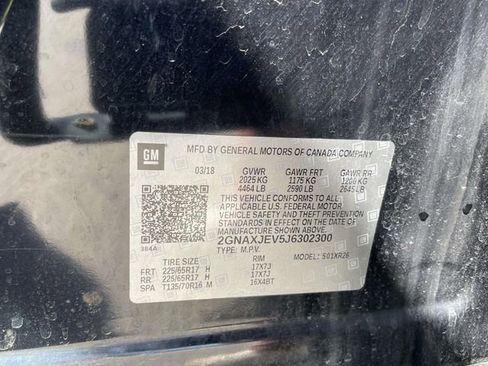 MFD BY GENERAL MOTORS OF CANADA COMPANY
GM
03/18 GVWR GAWR FRT GAWR RR
2025 KG 1175 KG 1200 KG
4464 LB 2590 LB 2645 LB
THIS VEHICLE CONFORMS TO ALL
APPLICABLE U.S. FEDERAL MOTOR
VEHICLE SAFETY, BUMPER, AND THEFT
PREVENTION STANDARDS IN EFFECT ON THE
DATE OF MANUFACTURE SHOWN ABOVE.
384A 2GNAXJEV5J6302300
TYPE: M.P.V. MODEL: 501XR26
TIRE SIZE RIM
FRT 225/65R17 H 17X7J
RR 225/65R17 H 17X7J
SPA T135/70R16 M 16X4BT